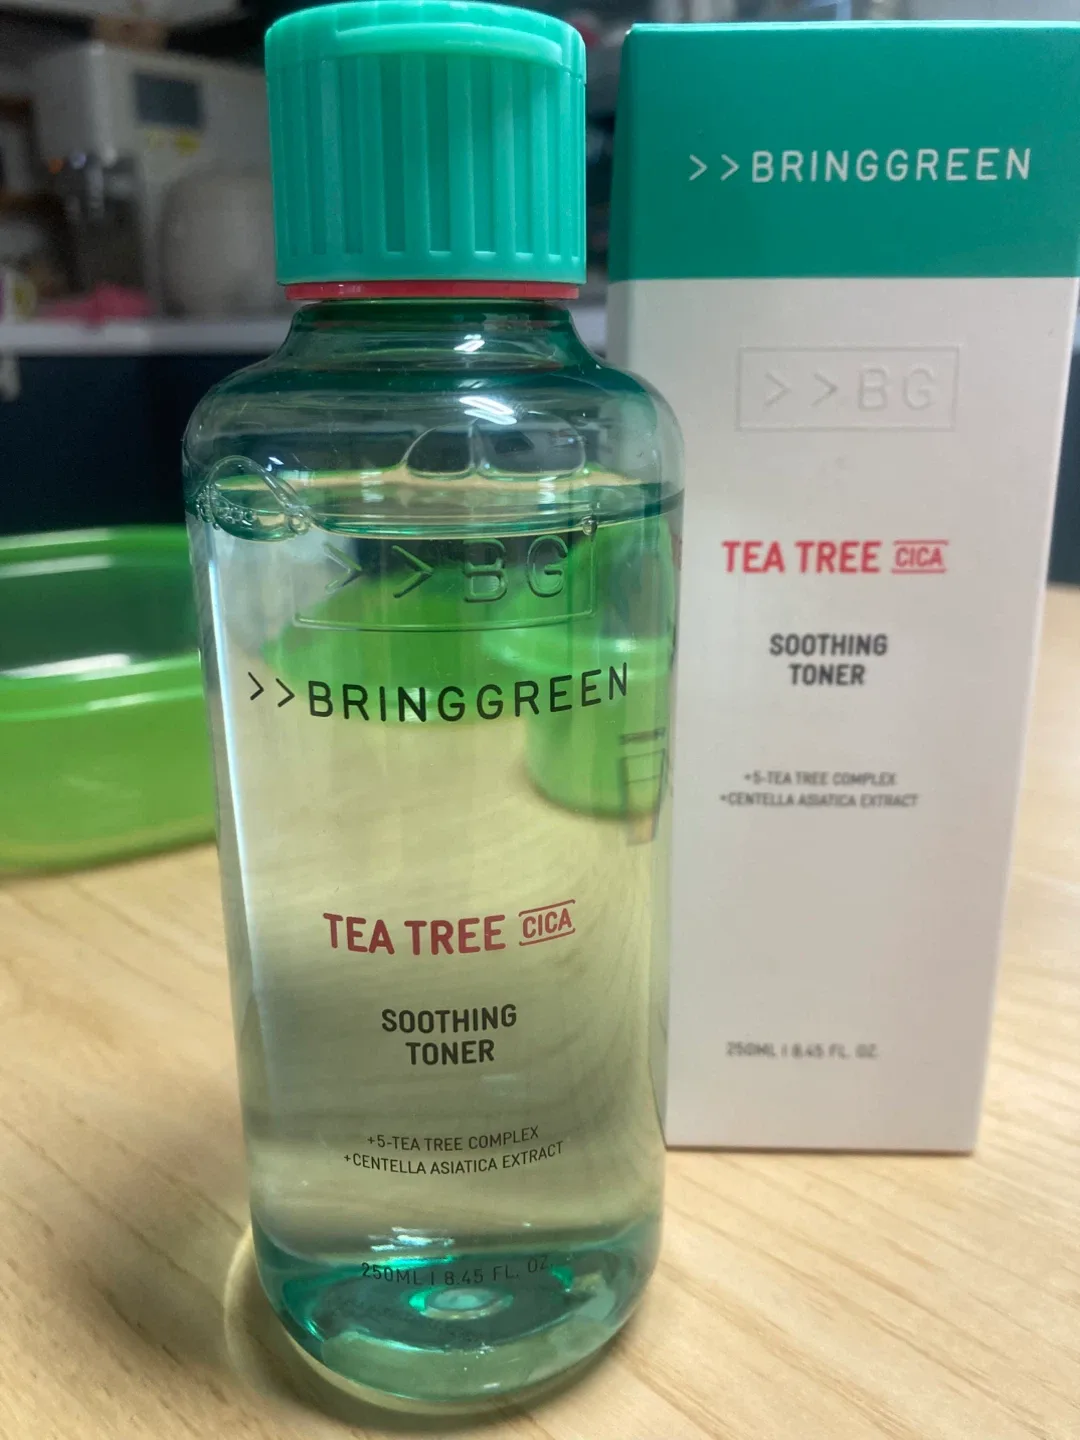 >>BG
>>BRINGGREEN
TEA TREE CICA
SOOTHING
TONER
+5-TEA TREE COMPLEX
+CENTELLA ASIATICA EXTRACT
250ML | 8.45 FL. OZ.
>>BRINGGREEN
>>BG
TEA TREE CICA
SOOTHING
TONER
+5-TEA TREE COMPLEX
+CENTELLA ASIATICA EXTRACT
250ML | 8.45 FL. OZ.